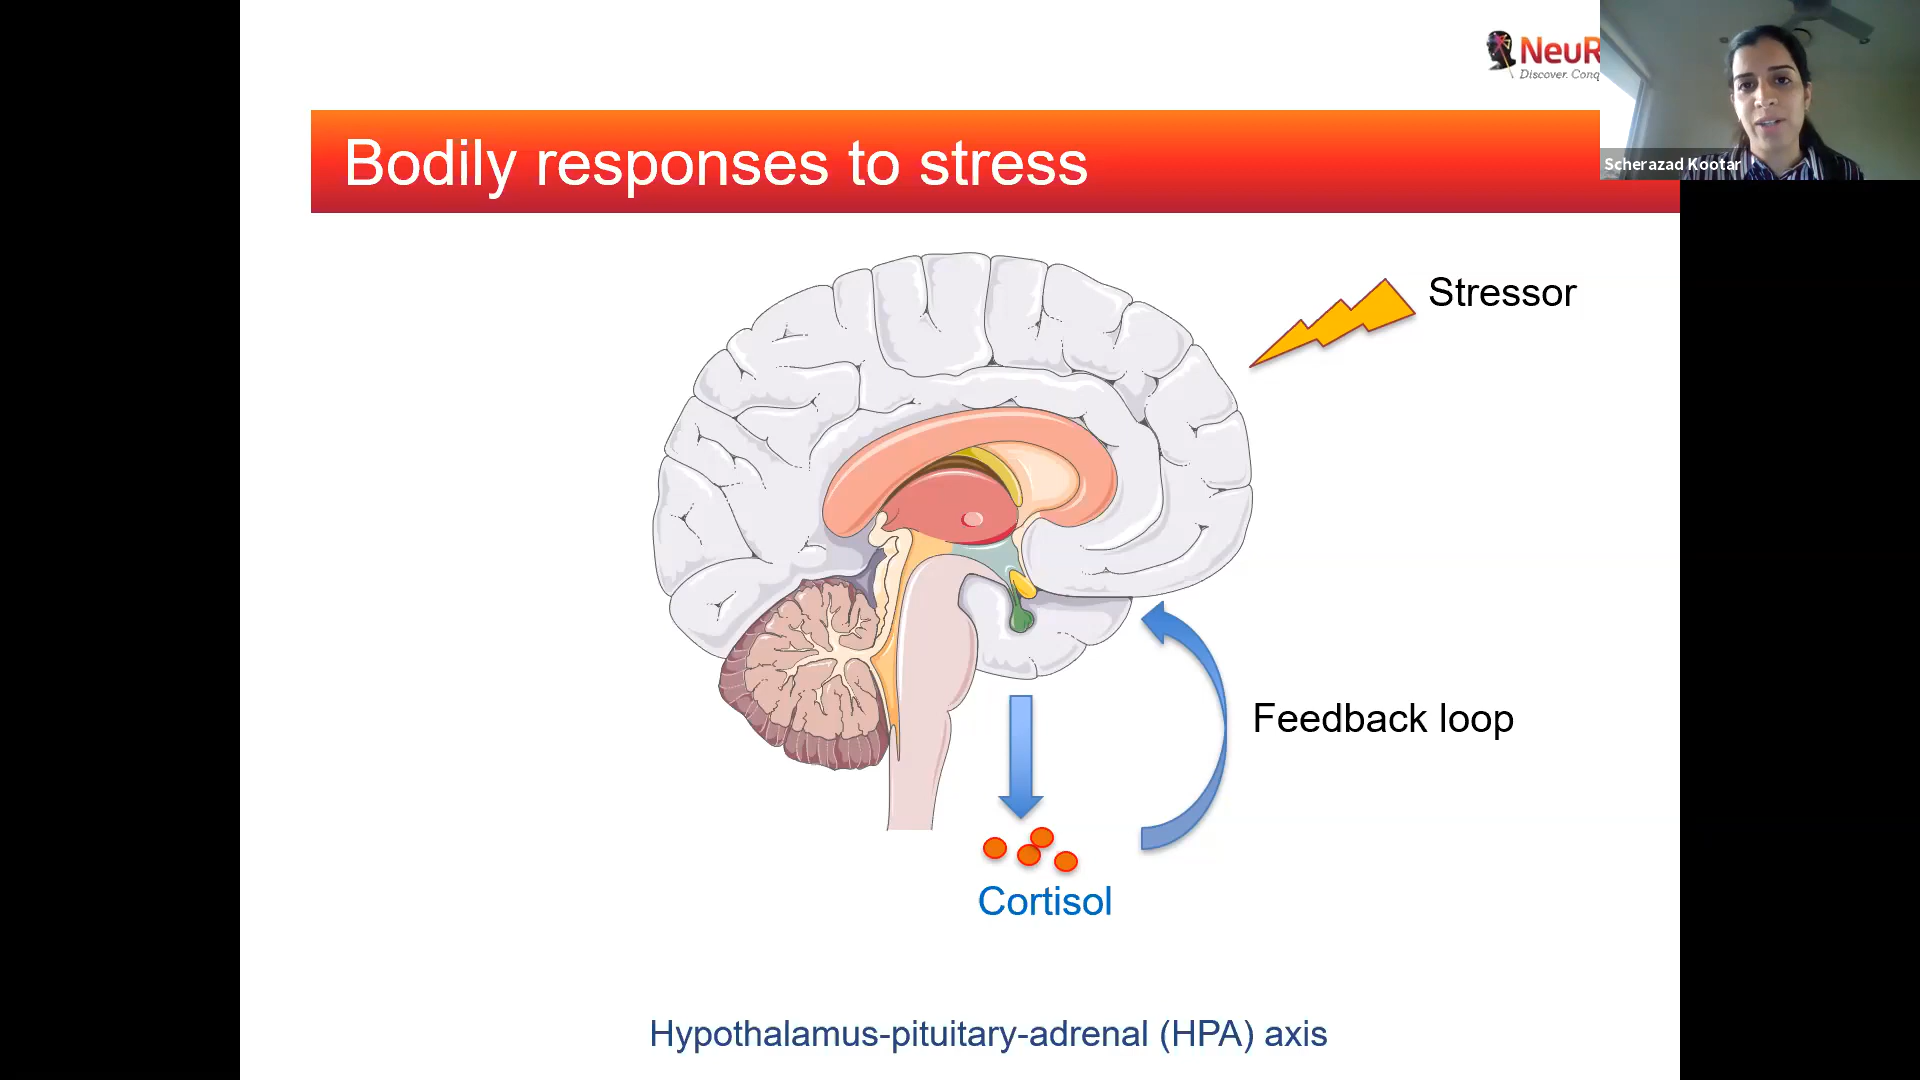 NeuR
Discover. Conq
Scherazad Kootar
Bodily responses to stress
Stressor
Feedback loop
Cortisol
Hypothalamus-pituitary-adrenal (HPA) axis